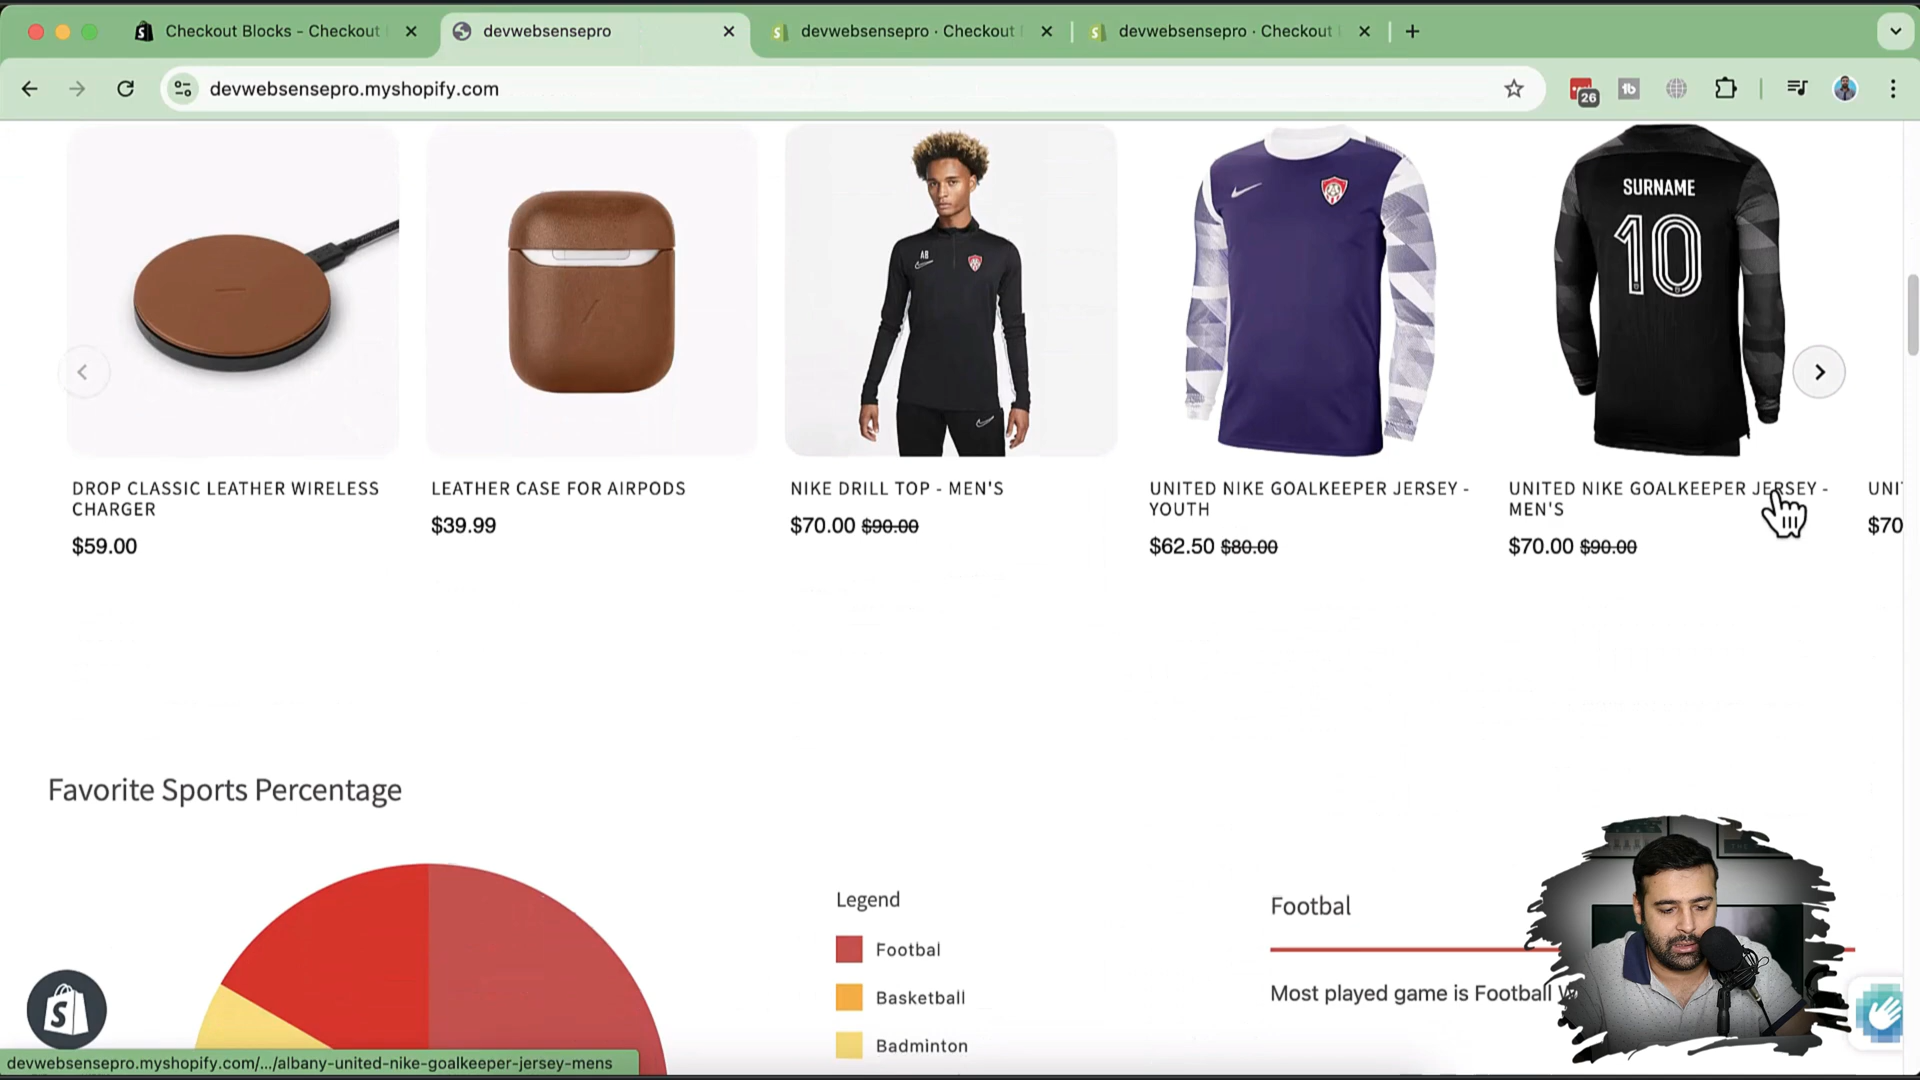 Checkout Blocks - Checkout
devwebsensepro
devwebsensepro · Checkout
devwebsensepro · Checkout
devwebsensepro.myshopify.com
26
tb
SURNAME
10
AB
DROP CLASSIC LEATHER WIRELESS
CHARGER
$59.00
LEATHER CASE FOR AIRPODS
$39.99
NIKE DRILL TOP - MEN'S
$70.00 $90.00
UNITED NIKE GOALKEEPER JERSEY -
YOUTH
$62.50 $80.00
UNITED NIKE GOALKEEPER JERSEY -
MEN'S
$70.00 $90.00
UNI
$70
Favorite Sports Percentage
Legend
Footbal
Basketball
Badminton
Footbal
Most played game is Football W
devwebsensepro.myshopify.com/.../albany-united-nike-goalkeeper-jersey-mens